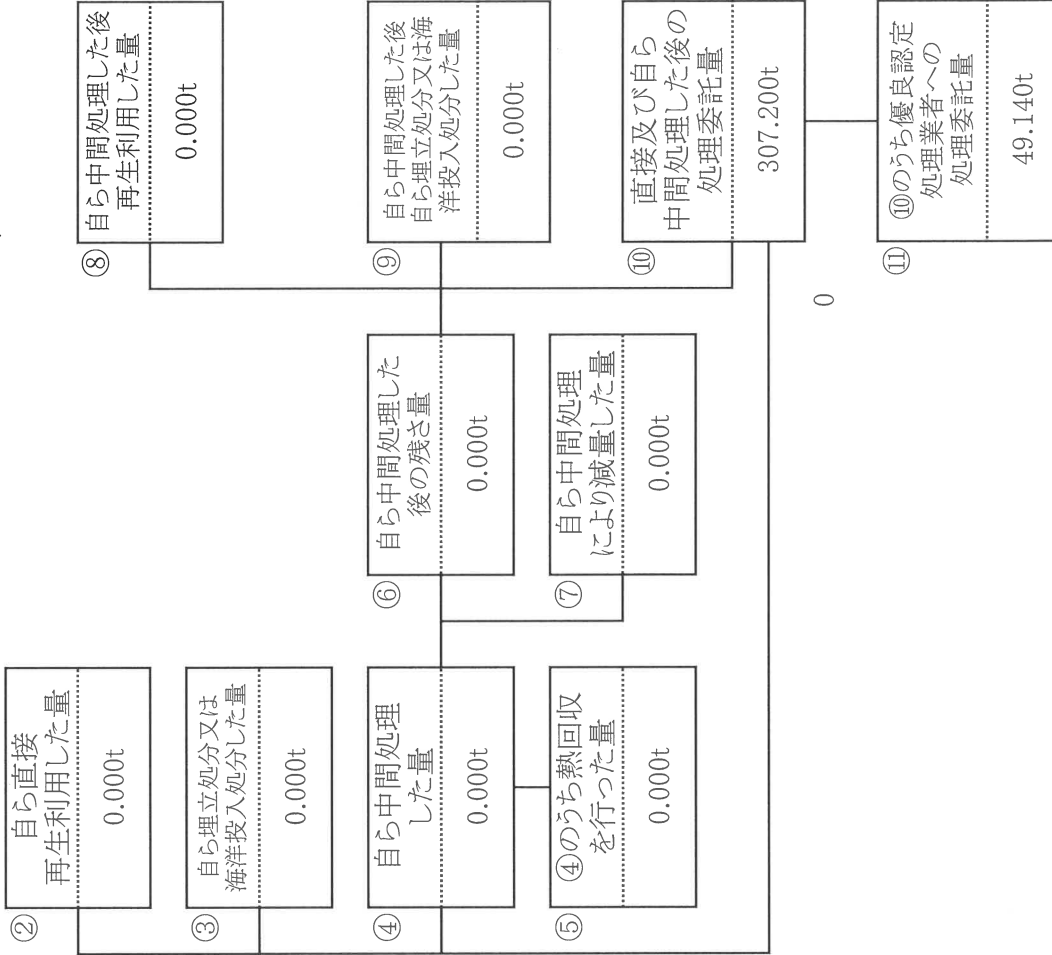 ②
自ら直接
再生利用した量
0.000t
③
自ら埋立処分又は
海洋投入処分した量
0.000t
④
自ら中間処理
した量
0.000t
⑤
④のうち熱回収
を行った量
0.000t
⑥
自ら中間処理した
後の残さ量
0.000t
⑦
自ら中間処理
により減量した量
0.000t
⑧
自ら中間処理した後
再生利用した量
0.000t
⑨
自ら中間処理した後
自ら埋立処分又は海
洋投入処分した量
0.000t
⑩
直接及び自ら
中間処理した後の
処理委託量
307.200t
0
⑪
⑩のうち優良認定
処理業者への
処理委託量
49.140t